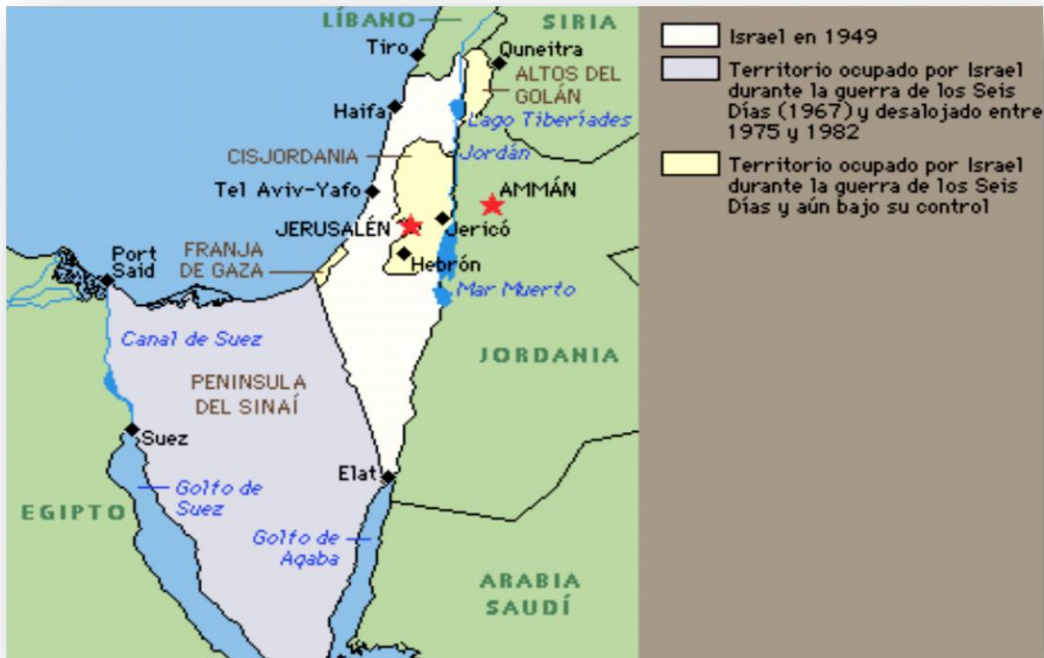 LÍBANO
SIRIA
Tiro
Quneitra
ALTOS DEL
GOLÁN
Haifa
Lago Tiberíades
CISJORDANIA
Jordán
Tel Aviv-Yafo
AMMÁN
JERUSALÉN
Jericó
FRANJA
DE GAZA
Hebrón
Port
Said
Mar Muerto
Canal de Suez
JORDANIA
PENINSULA
DEL SINAÍ
Suez
Elat
Golfo de
Suez
EGIPTO
Golfo de
Aqaba
ARABIA
SAUDÍ
Israel en 1949
Territorio ocupado por Israel
durante la guerra de los Seis
Días (1967) y desalojado entre
1975 y 1982
Territorio ocupado por Israel
durante la guerra de los Seis
Días y aún bajo su control